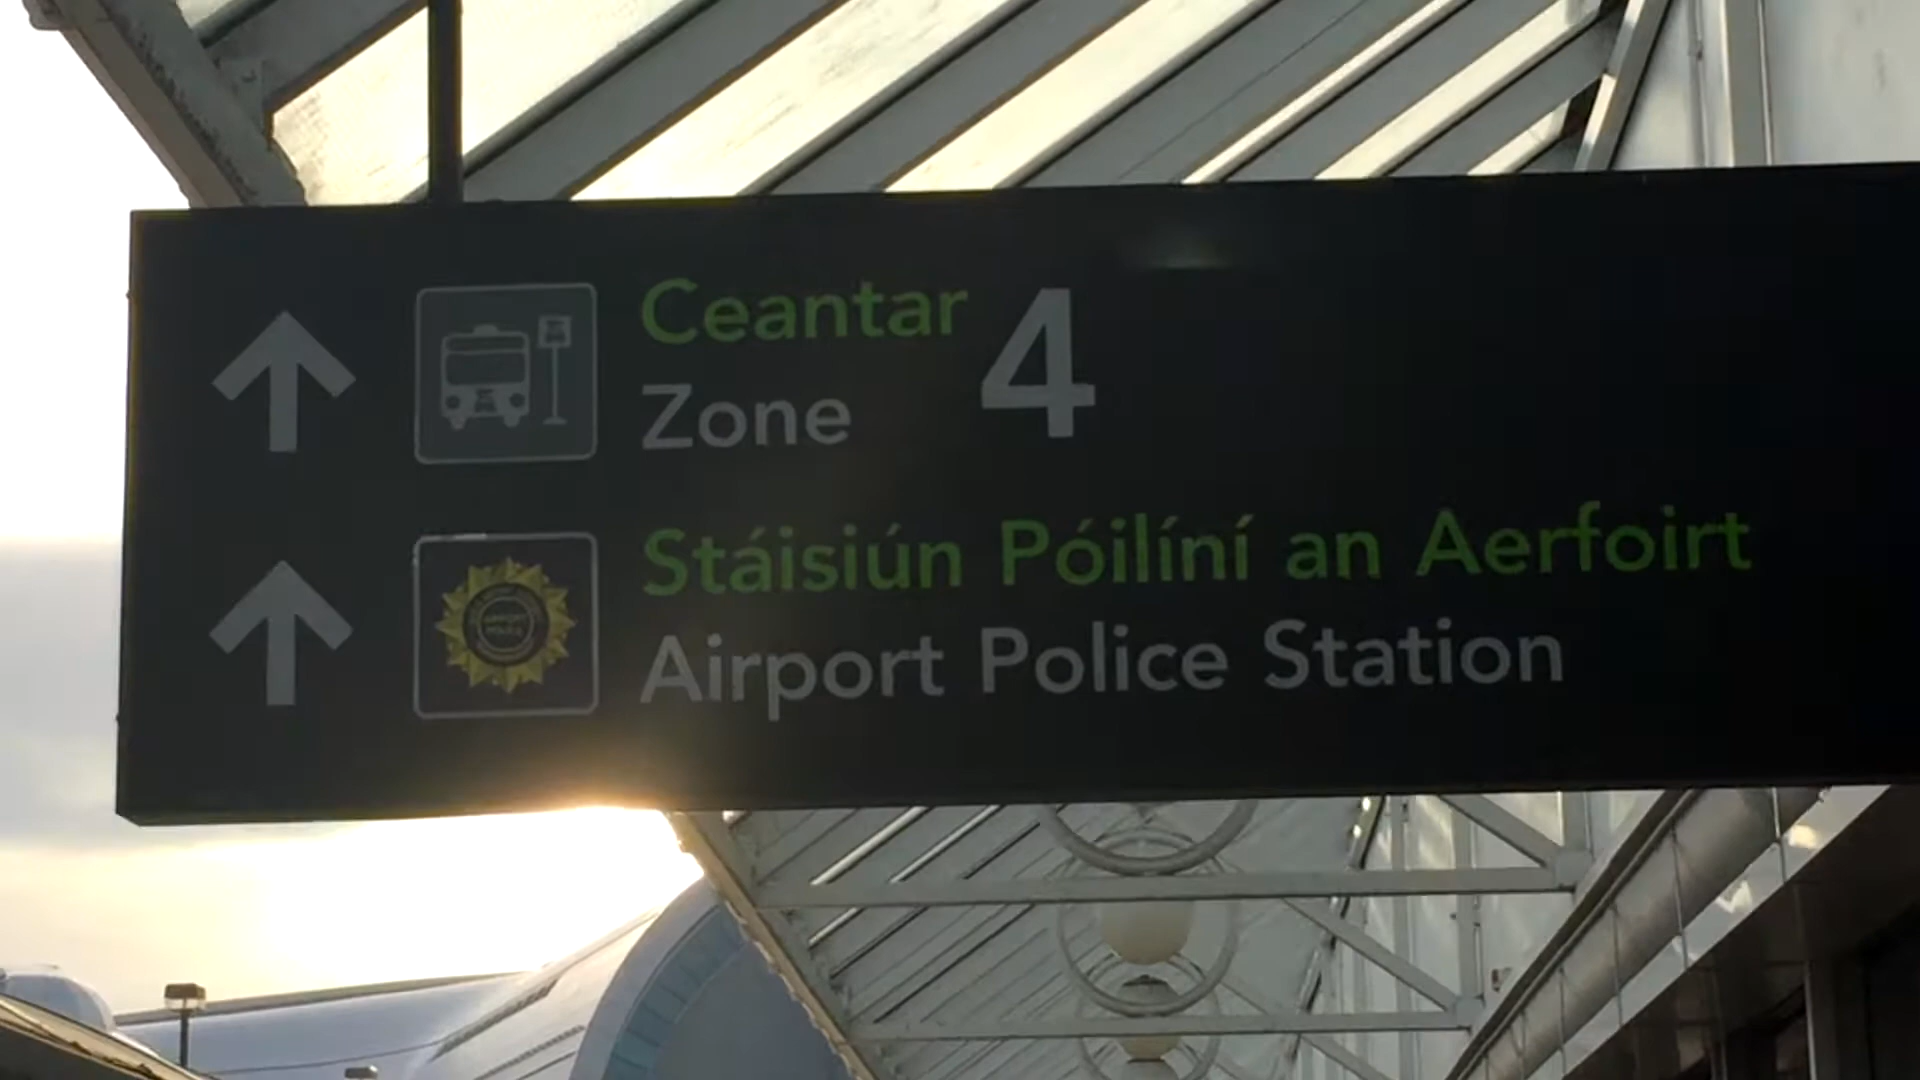 Ceantar
Zone
4
Stáisiún Póilíní an Aerfoirt
Airport Police Station